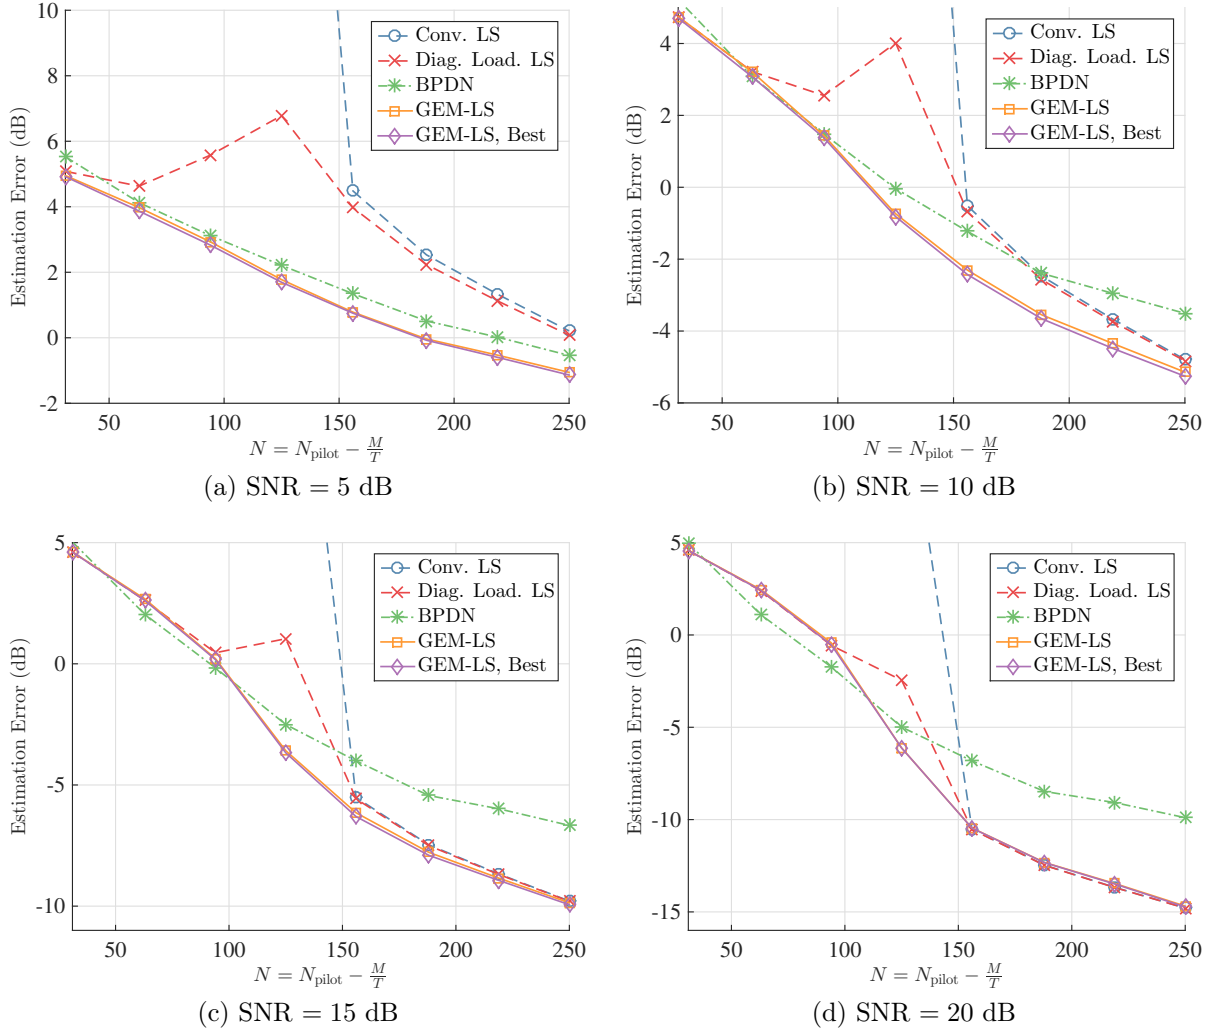 10
8
6
4
2
0
-2
Estimation Error (dB)
50 100 150 200 250
N = N_pilot − M/T
Conv. LS
Diag. Load. LS
BPDN
GEM-LS
GEM-LS, Best
(a) SNR = 5 dB
4
2
0
-2
-4
-6
Estimation Error (dB)
50 100 150 200 250
N = N_pilot − M/T
Conv. LS
Diag. Load. LS
BPDN
GEM-LS
GEM-LS, Best
(b) SNR = 10 dB
5
0
-5
-10
Estimation Error (dB)
50 100 150 200 250
N = N_pilot − M/T
Conv. LS
Diag. Load. LS
BPDN
GEM-LS
GEM-LS, Best
(c) SNR = 15 dB
5
0
-5
-10
-15
Estimation Error (dB)
50 100 150 200 250
N = N_pilot − M/T
Conv. LS
Diag. Load. LS
BPDN
GEM-LS
GEM-LS, Best
(d) SNR = 20 dB